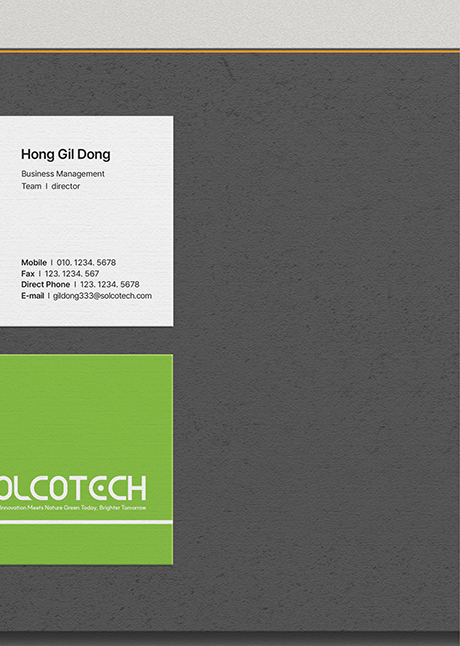 Hong Gil Dong
Business Management
Team I director
Mobile I 010. 1234. 5678
Fax I 123. 1234. 567
Direct Phone I 123. 1234. 5678
E-mail I gildong333@solcotech.com
OLCOTECH
Innovation Meets Nature Green Today, Brighter Tomorrow